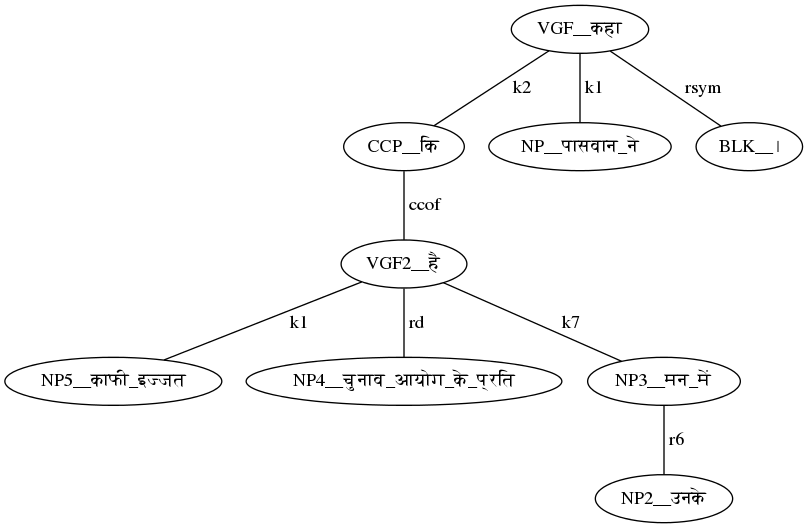 VGF__कहा
k2
k1
rsym
CCP__कि
NP__पासवान_ने
BLK__।
ccof
VGF2__है
k1
rd
k7
NP5__काफी_इज्जत
NP4__चुनाव_आयोग_के_प्रति
NP3__मन_में
r6
NP2__उनके